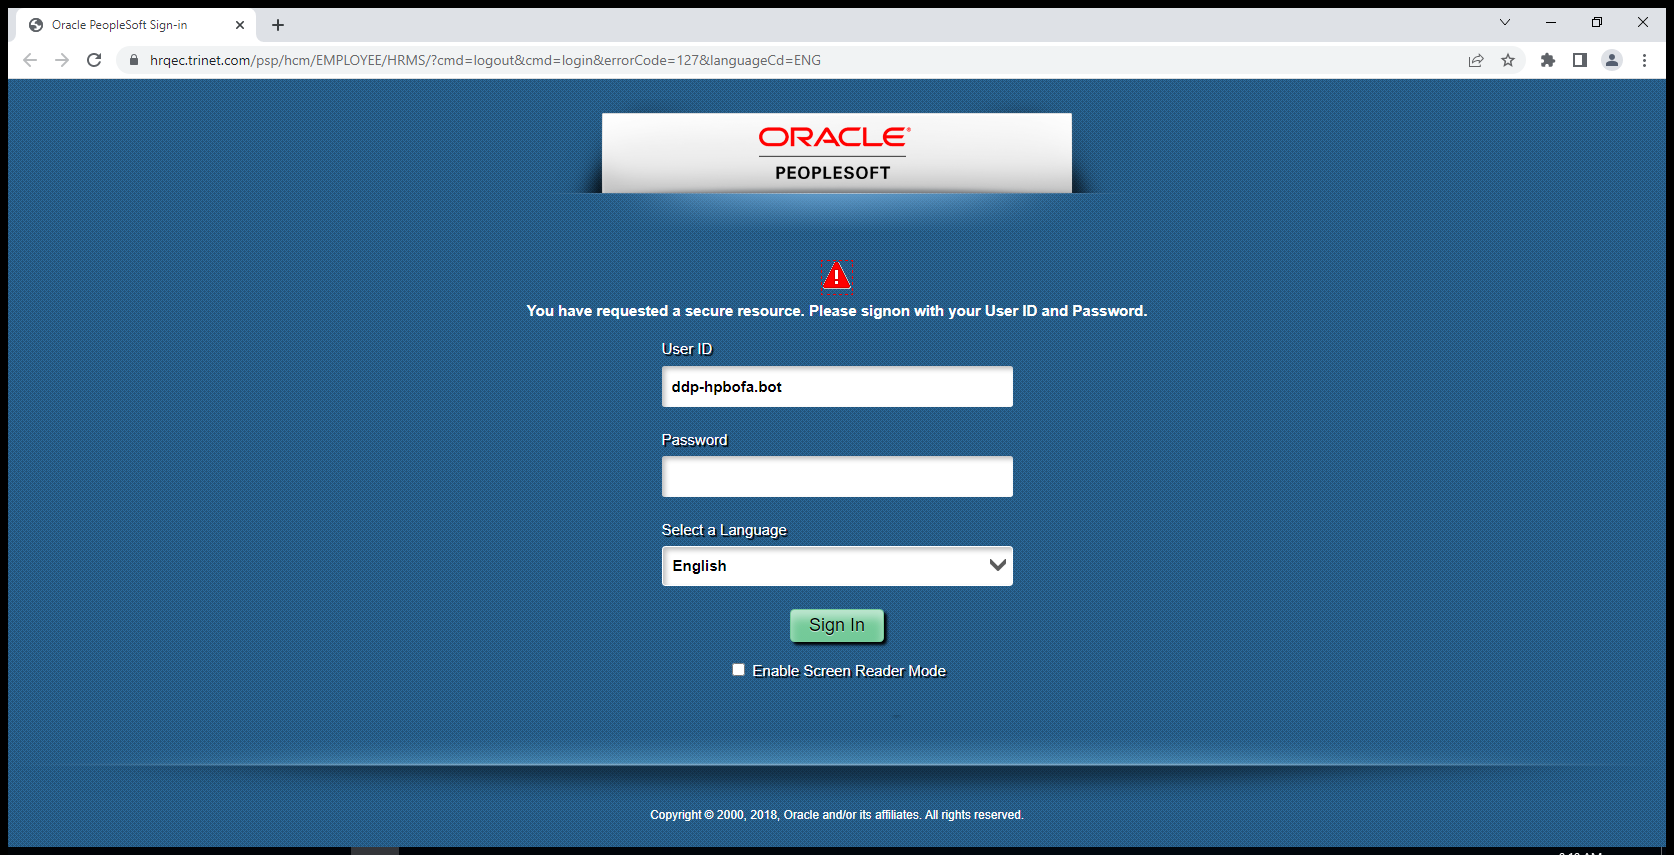 Oracle PeopleSoft Sign-in
hrqec.trinet.com/psp/hcm/EMPLOYEE/HRMS/?cmd=logout&cmd=login&errorCode=127&languageCd=ENG
ORACLE®
PEOPLESOFT
You have requested a secure resource. Please signon with your User ID and Password.
User ID
ddp-hpbofa.bot
Password
Select a Language
English
Sign In
Enable Screen Reader Mode
Copyright © 2000, 2018, Oracle and/or its affiliates. All rights reserved.